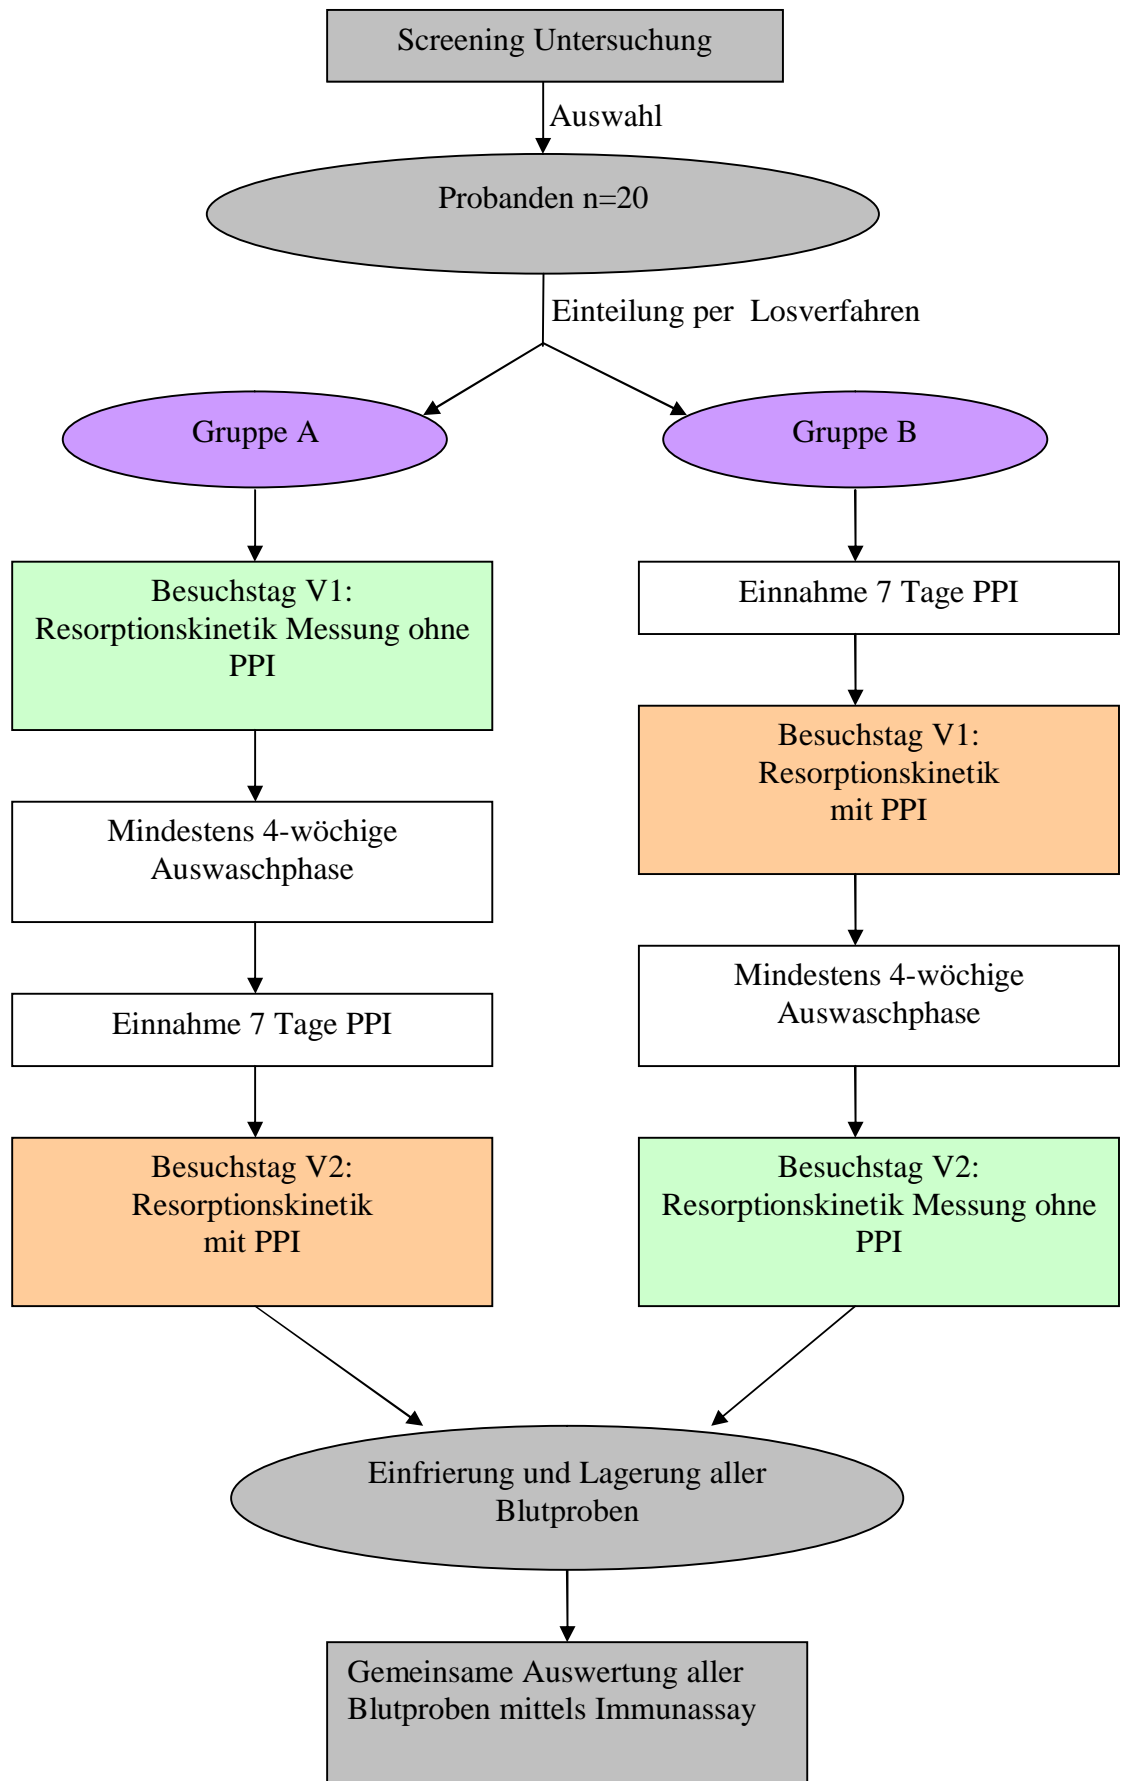 Screening Untersuchung
Auswahl
Probanden n=20
Einteilung per Losverfahren
Gruppe A
Gruppe B
Besuchstag V1:
Resorptionskinetik Messung ohne
PPI
Mindestens 4-wöchige
Auswaschphase
Einnahme 7 Tage PPI
Besuchstag V2:
Resorptionskinetik
mit PPI
Einnahme 7 Tage PPI
Besuchstag V1:
Resorptionskinetik
mit PPI
Mindestens 4-wöchige
Auswaschphase
Besuchstag V2:
Resorptionskinetik Messung ohne
PPI
Einfrierung und Lagerung aller
Blutproben
Gemeinsame Auswertung aller
Blutproben mittels Immunassay